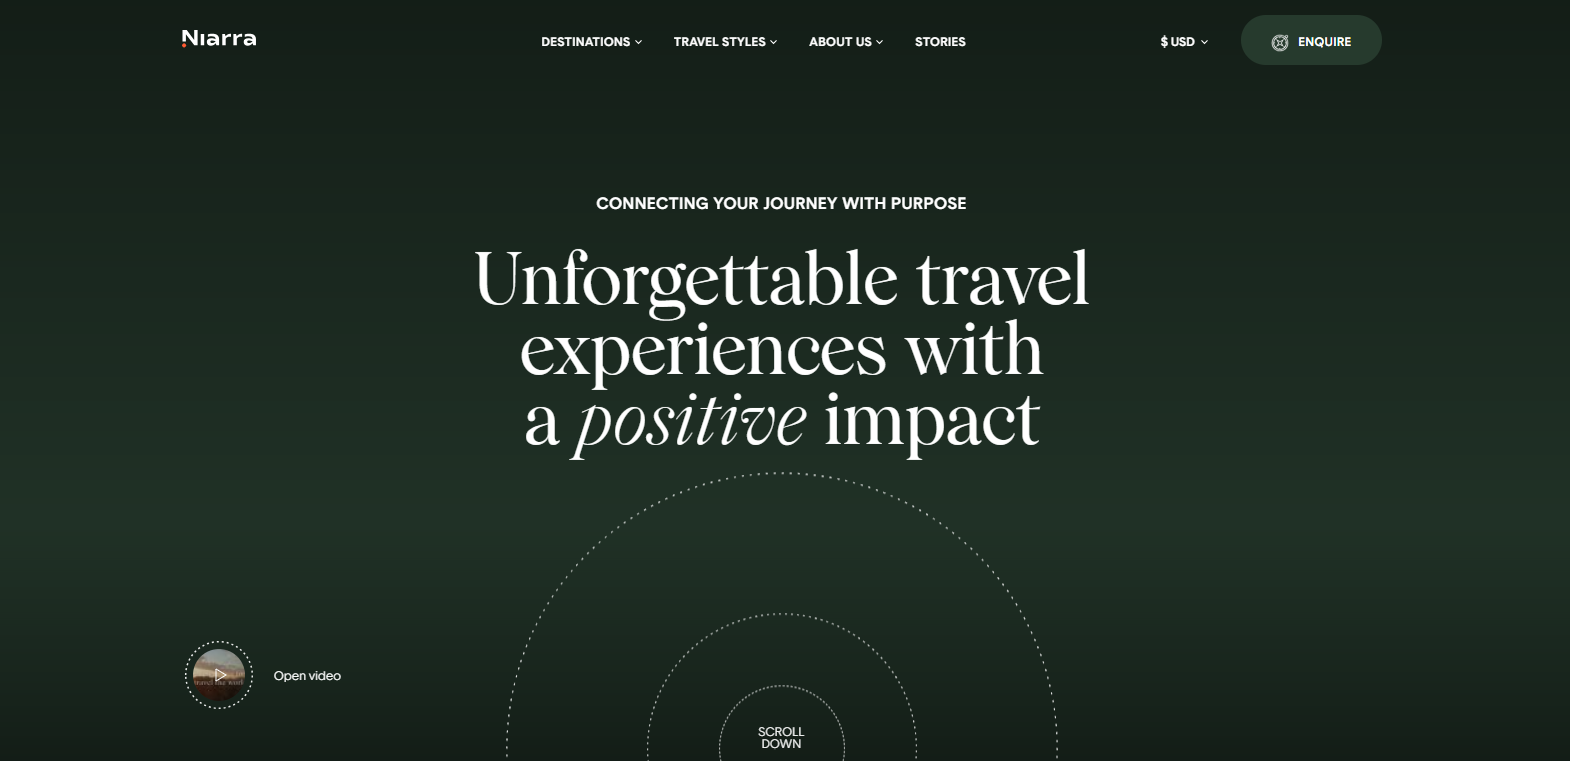 Niarra
DESTINATIONS
TRAVEL STYLES
ABOUT US
STORIES
$ USD
ENQUIRE
CONNECTING YOUR JOURNEY WITH PURPOSE
Unforgettable travel
experiences with
a positive impact
Open video
SCROLL
DOWN